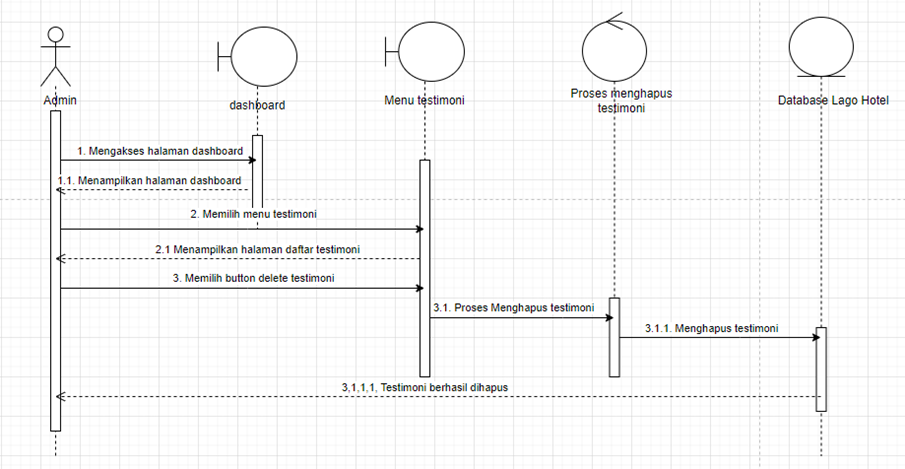 Admin
dashboard
Menu testimoni
Proses menghapus
testimoni
Database Lago Hotel
1. Mengakses halaman dashboard
1.1. Menampilkan halaman dashboard
2. Memilih menu testimoni
2.1 Menampilkan halaman daftar testimoni
3. Memilih button delete testimoni
3.1. Proses Menghapus testimoni
3.1.1. Menghapus testimoni
3,1,1,1, Testimoni berhasil dihapus